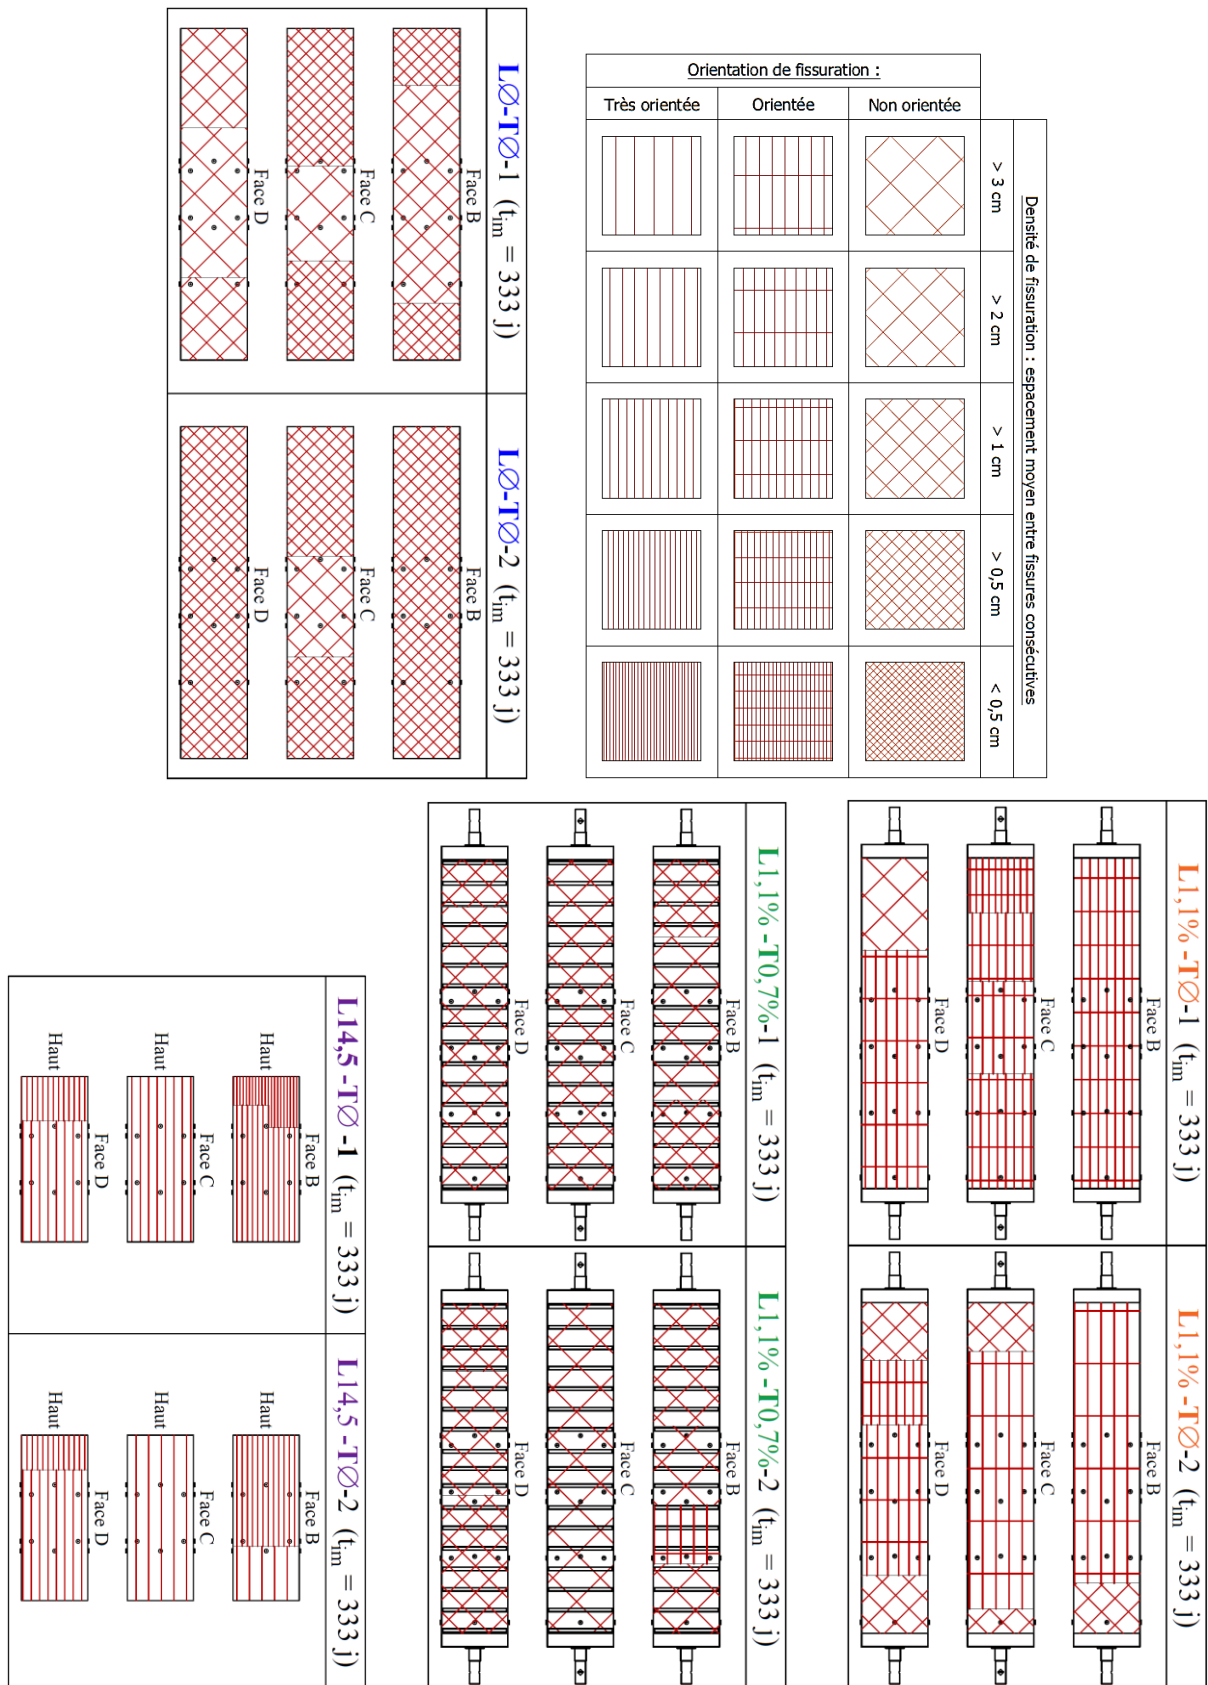 Orientation de fissuration :
Très orientée
Orientée
Non orientée
Densité de fissuration : espacement moyen entre fissures consécutives
> 3 cm
> 2 cm
> 1 cm
> 0,5 cm
< 0,5 cm
LØ-TØ-1 (tim = 333 j)
Face B
Face C
Face D
LØ-TØ-2 (tim = 333 j)
Face B
Face C
Face D
L1,1%-TØ-1 (tim = 333 j)
Face B
Face C
Face D
L1,1%-TØ-2 (tim = 333 j)
Face B
Face C
Face D
L1,1%-T0,7%-1 (tim = 333 j)
Face B
Face C
Face D
L1,1%-T0,7%-2 (tim = 333 j)
Face B
Face C
Face D
L14,5-TØ-1 (tim = 333 j)
Haut
Face B
Haut
Face C
Haut
Face D
L14,5-TØ-2 (tim = 333 j)
Haut
Face B
Haut
Face C
Haut
Face D